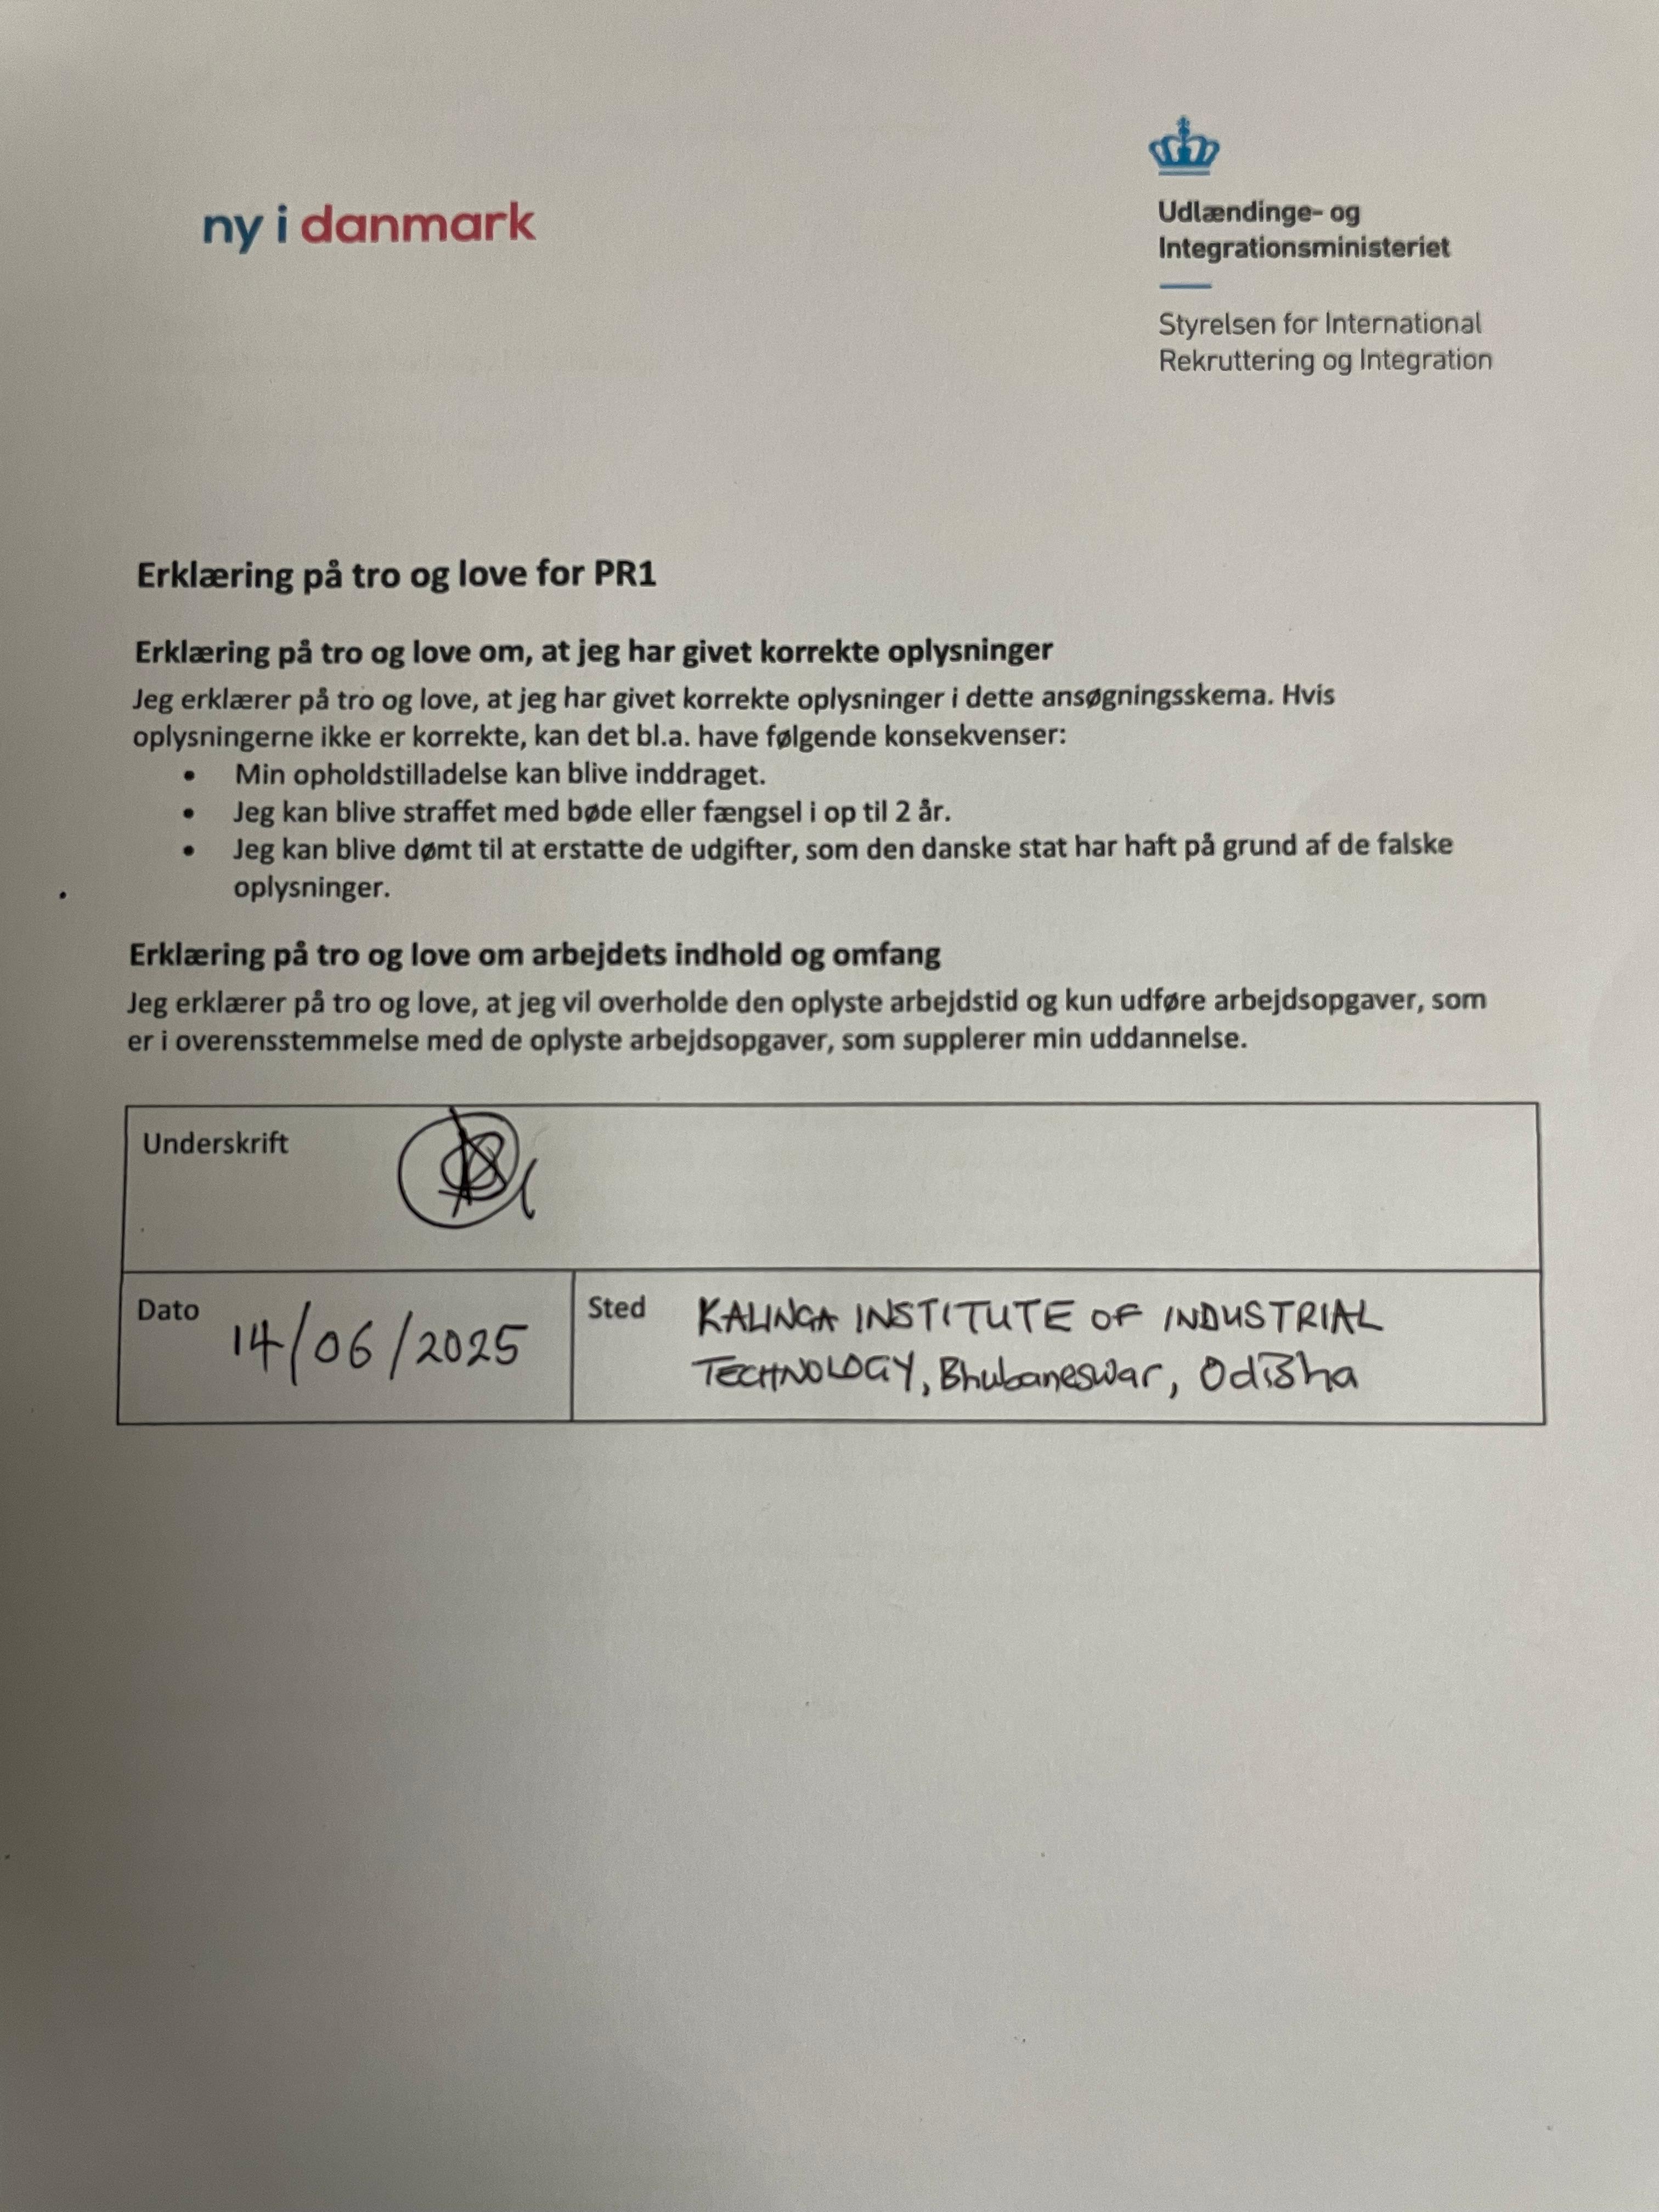 ny i danmark
Udlændinge- og
Integrationsministeriet
Styrelsen for International
Rekruttering og Integration
Erklæring på tro og love for PR1
Erklæring på tro og love om, at jeg har givet korrekte oplysninger
Jeg erklærer på tro og love, at jeg har givet korrekte oplysninger i dette ansøgningsskema. Hvis
oplysningerne ikke er korrekte, kan det bl.a. have følgende konsekvenser:
• Min opholdstilladelse kan blive inddraget.
• Jeg kan blive straffet med bøde eller fængsel i op til 2 år.
• Jeg kan blive dømt til at erstatte de udgifter, som den danske stat har haft på grund af de falske
oplysninger.
Erklæring på tro og love om arbejdets indhold og omfang
Jeg erklærer på tro og love, at jeg vil overholde den oplyste arbejdstid og kun udføre arbejdsopgaver, som
er i overensstemmelse med de oplyste arbejdsopgaver, som supplerer min uddannelse.
Underskrift
Dato 14/06/2025
Sted KALINGA INSTITUTE OF INDUSTRIAL
TECHNOLOGY, Bhubaneswar, Odisha